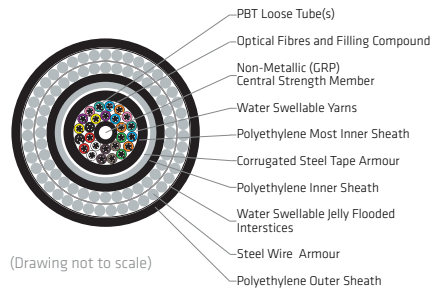 PBT Loose Tube(s)
Optical Fibres and Filling Compound
Non-Metallic (GRP)
Central Strength Member
Water Swellable Yarns
Polyethylene Most Inner Sheath
Corrugated Steel Tape Armour
Polyethylene Inner Sheath
Water Swellable Jelly Flooded
Interstices
Steel Wire Armour
Polyethylene Outer Sheath
(Drawing not to scale)